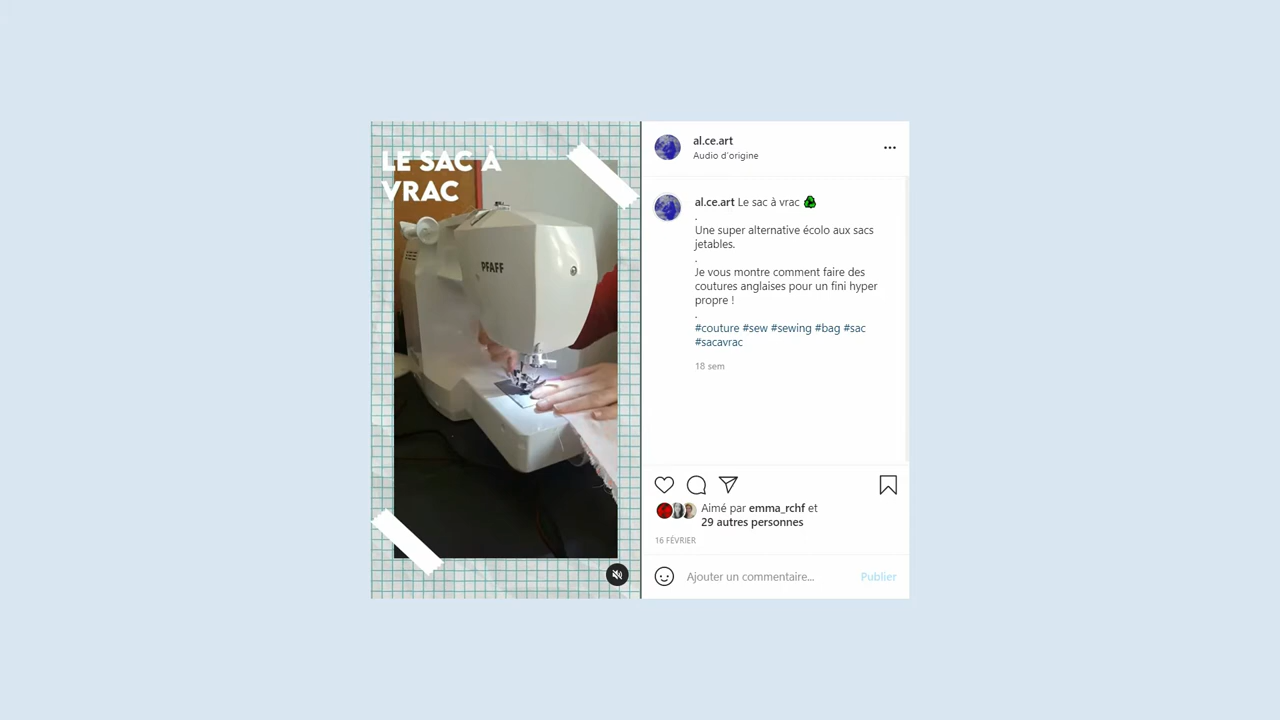 LE SAC À
VRAC
PFAFF
al.ce.art
Audio d'origine
al.ce.art Le sac à vrac
.
Une super alternative écolo aux sacs
jetables.
.
Je vous montre comment faire des
coutures anglaises pour un fini hyper
propre !
.
#couture #sew #sewing #bag #sac
#sacavrac
18 sem
Aimé par emma_rchf et
29 autres personnes
16 FÉVRIER
Ajouter un commentaire...
Publier